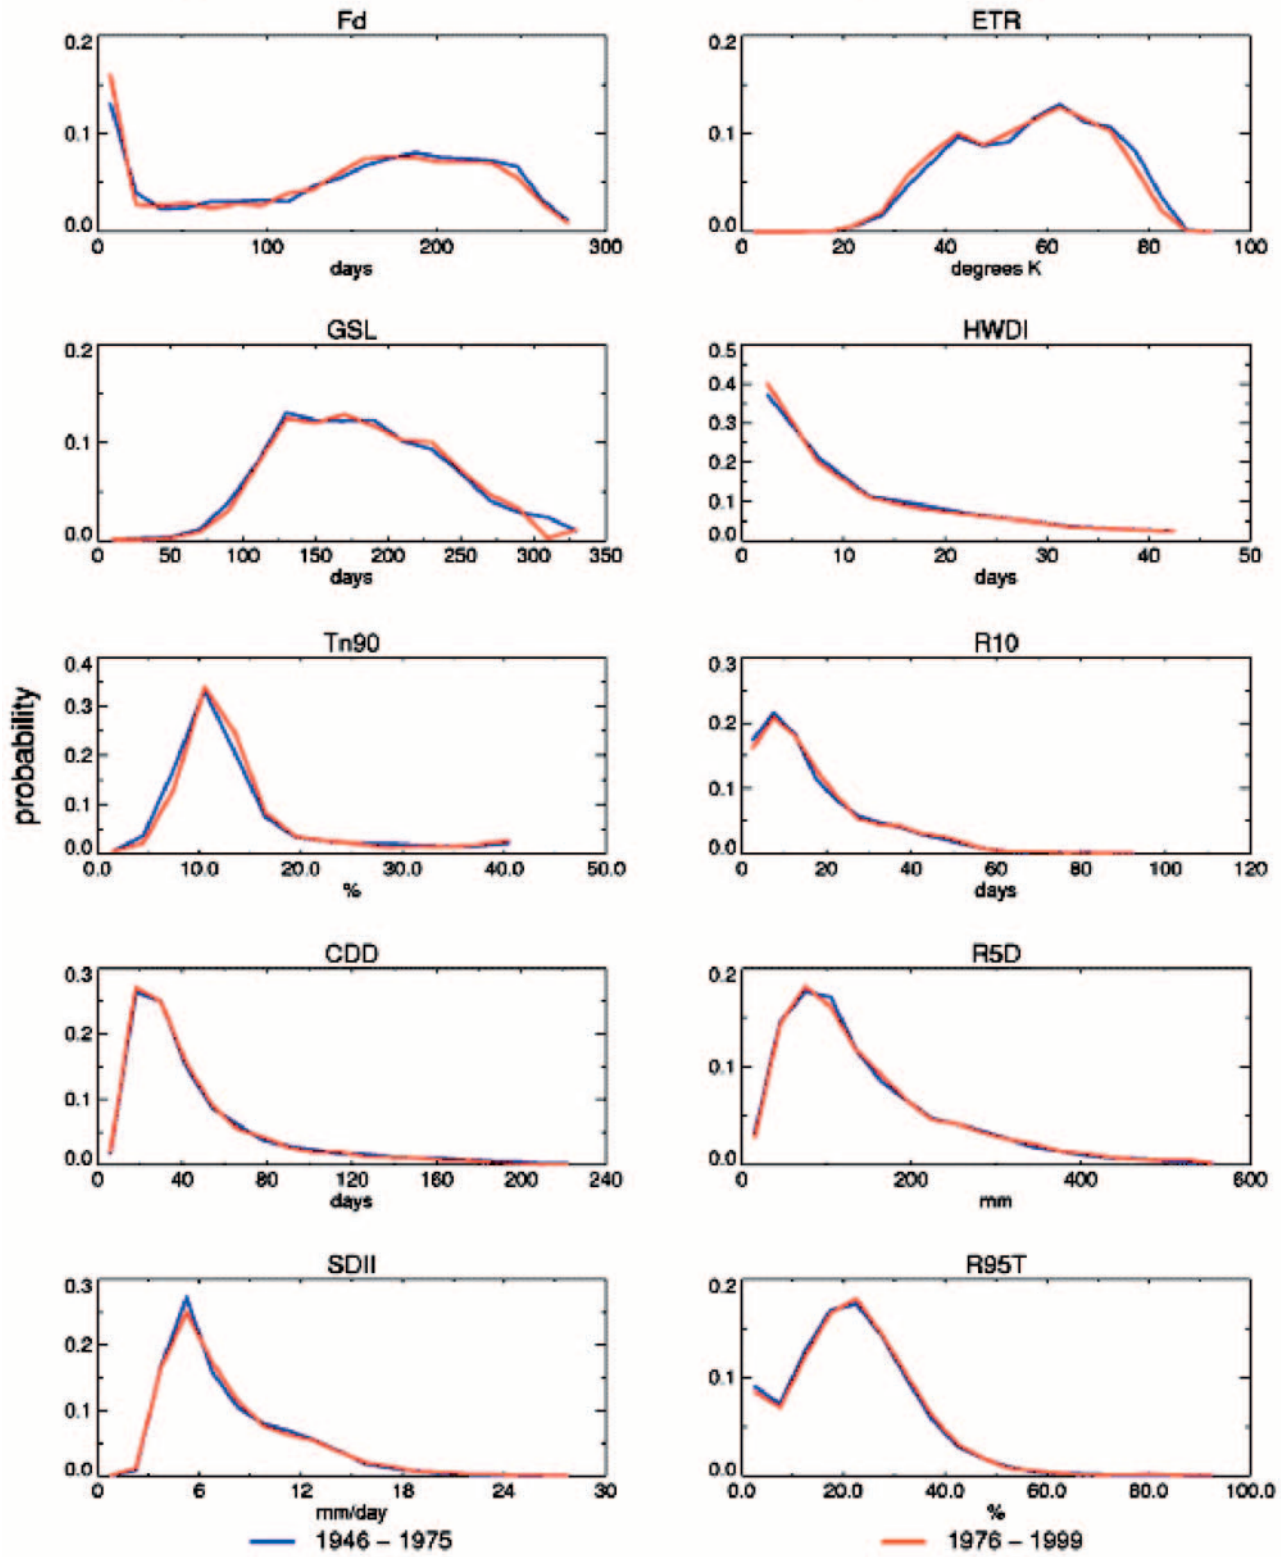 Fd
0.2
0.1
0.0
0 100 200 300
days
ETR
0.2
0.1
0.0
0 20 40 60 80 100
degrees K
GSL
0.2
0.1
0.0
0 50 100 150 200 250 300 350
days
HWDI
0.5
0.4
0.3
0.2
0.1
0.0
0 10 20 30 40 50
days
probability
Tn90
0.4
0.3
0.2
0.1
0.0
0.0 10.0 20.0 30.0 40.0 50.0
%
R10
0.3
0.2
0.1
0.0
0 20 40 60 80 100 120
days
CDD
0.3
0.2
0.1
0.0
0 40 80 120 160 200 240
days
R5D
0.2
0.1
0.0
0 200 400 600
mm
SDII
0.3
0.2
0.1
0.0
0 6 12 18 24 30
mm/day
R95T
0.2
0.1
0.0
0.0 20.0 40.0 60.0 80.0 100.0
%
1946 – 1975
1976 – 1999